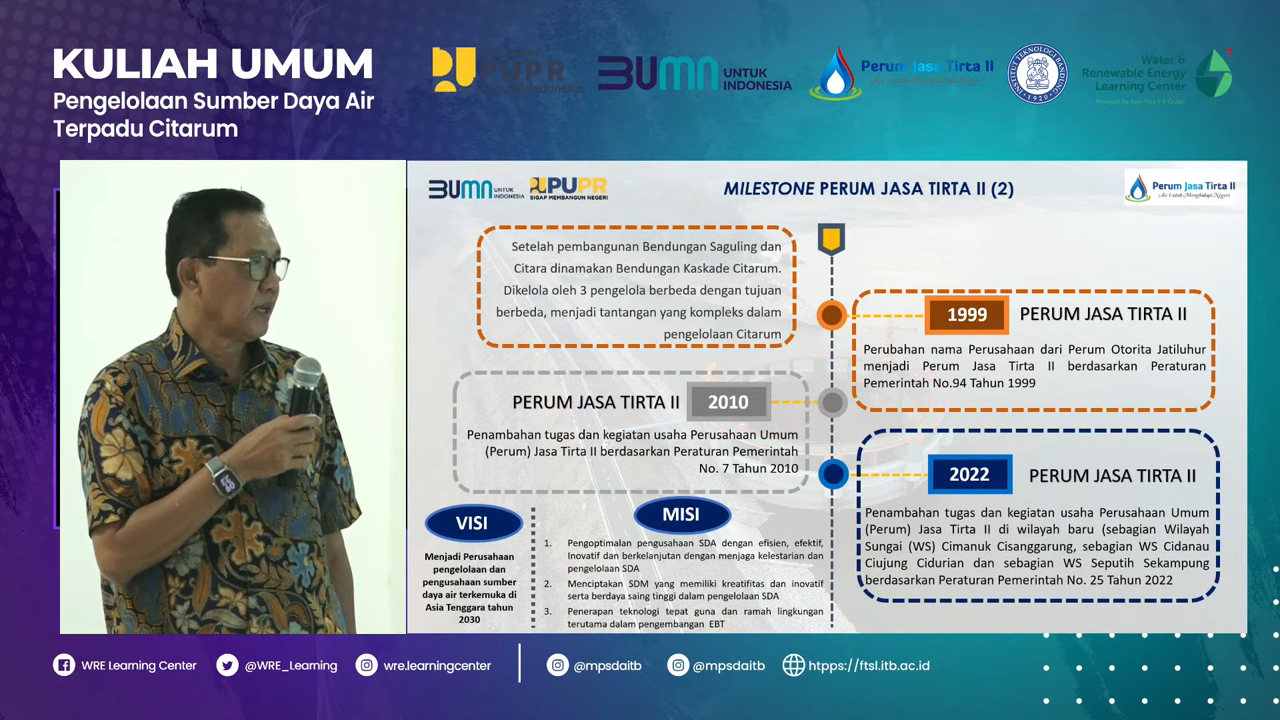 KULIAH UMUM
Pengelolaan Sumber Daya Air
Terpadu Citarum
PUPR
BUMN UNTUK
INDONESIA
Perum Jasa Tirta II
Air Untuk Menghidupi Negeri
INSTITUT TEKNOLOGI BANDUNG
1920
Water &
Renewable Energy
Learning Center
BUMN UNTUK
INDONESIA
PUPR
SIGAP MEMBANGUN NEGERI
MILESTONE PERUM JASA TIRTA II (2)
Perum Jasa Tirta II
Air Untuk Menghidupi Negeri
Setelah pembangunan Bendungan Saguling dan
Citara dinamakan Bendungan Kaskade Citarum.
Dikelola oleh 3 pengelola berbeda dengan tujuan
berbeda, menjadi tantangan yang kompleks dalam
pengelolaan Citarum
1999 PERUM JASA TIRTA II
Perubahan nama Perusahaan dari Perum Otorita Jatiluhur
menjadi Perum Jasa Tirta II berdasarkan Peraturan
Pemerintah No.94 Tahun 1999
PERUM JASA TIRTA II 2010
Penambahan tugas dan kegiatan usaha Perusahaan Umum
(Perum) Jasa Tirta II berdasarkan Peraturan Pemerintah
No. 7 Tahun 2010
2022 PERUM JASA TIRTA II
Penambahan tugas dan kegiatan usaha Perusahaan Umum
(Perum) Jasa Tirta II di wilayah baru (sebagian Wilayah
Sungai (WS) Cimanuk Cisanggarung, sebagian WS Cidanau
Ciujung Cidurian dan sebagian WS Seputih Sekampung
berdasarkan Peraturan Pemerintah No. 25 Tahun 2022
VISI
Menjadi Perusahaan
pengelolaan dan
pengusahaan sumber
daya air terkemuka di
Asia Tenggara tahun
2030
MISI
1. Pengoptimalan pengusahaan SDA dengan efisien, efektif,
Inovatif dan berkelanjutan dengan menjaga kelestarian dan
pengelolaan SDA
2. Menciptakan SDM yang memiliki kreatifitas dan inovatif
serta berdaya saing tinggi dalam pengelolaan SDA
3. Penerapan teknologi tepat guna dan ramah lingkungan
terutama dalam pengembangan EBT
WRE Learning Center
@WRE_Learning
wre.learningcenter
@mpsdaitb
@mpsdaitb
htpps://ftsl.itb.ac.id